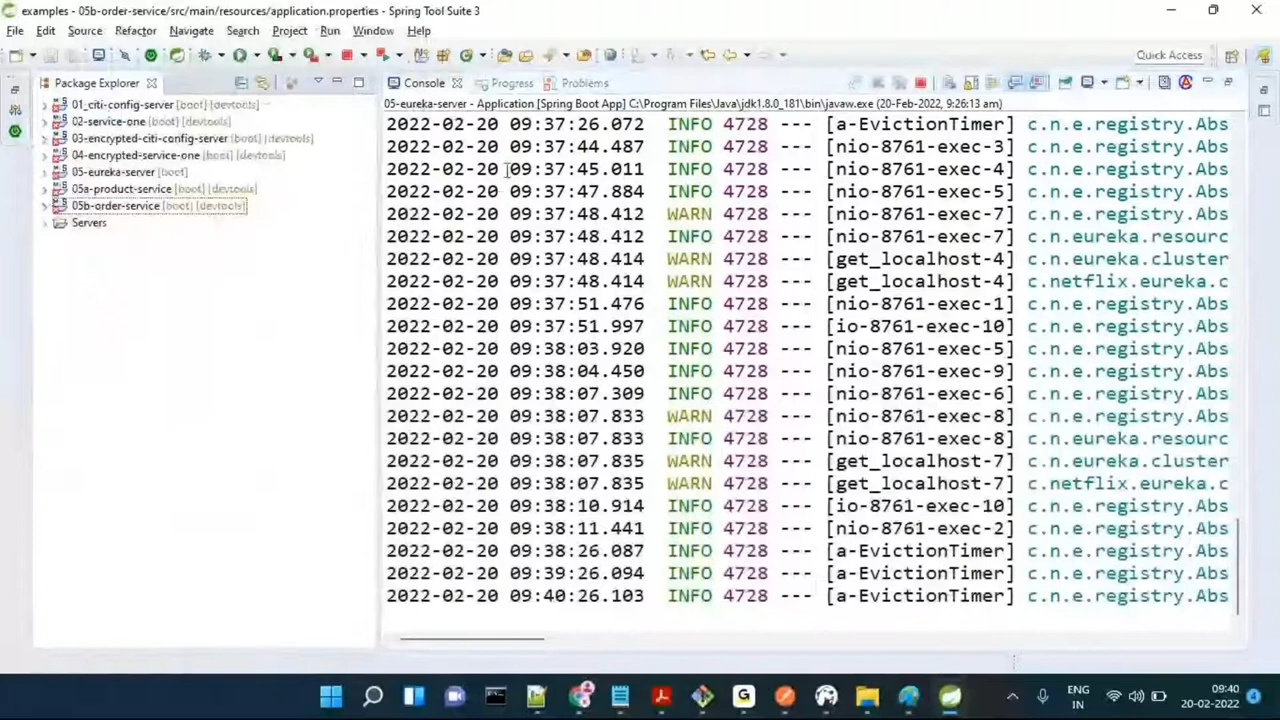 examples - 05b-order-service/src/main/resources/application.properties - Spring Tool Suite 3
File Edit Source Refactor Navigate Search Project Run Window Help
Quick Access
Package Explorer
01_citi-config-server [boot] [devtools]
02-service-one [boot] [devtools]
03-encrypted-citi-config-server [boot] [devtools]
04-encrypted-service-one [boot] [devtools]
05-eureka-server [boot]
05a-product-service [boot] [devtools]
05b-order-service [boot] [devtools]
Servers
Console Progress Problems
05-eureka-server - Application [Spring Boot App] C:\Program Files\Java\jdk1.8.0_181\bin\javaw.exe (20-Feb-2022, 9:26:13 am)
2022-02-20 09:37:26.072 INFO 4728 --- [a-EvictionTimer] c.n.e.registry.Abs
2022-02-20 09:37:44.487 INFO 4728 --- [nio-8761-exec-3] c.n.e.registry.Abs
2022-02-20 09:37:45.011 INFO 4728 --- [nio-8761-exec-4] c.n.e.registry.Abs
2022-02-20 09:37:47.884 INFO 4728 --- [nio-8761-exec-5] c.n.e.registry.Abs
2022-02-20 09:37:48.412 WARN 4728 --- [nio-8761-exec-7] c.n.e.registry.Abs
2022-02-20 09:37:48.412 INFO 4728 --- [nio-8761-exec-7] c.n.eureka.resourc
2022-02-20 09:37:48.414 WARN 4728 --- [get_localhost-4] c.n.eureka.cluster
2022-02-20 09:37:48.414 WARN 4728 --- [get_localhost-4] c.netflix.eureka.c
2022-02-20 09:37:51.476 INFO 4728 --- [nio-8761-exec-1] c.n.e.registry.Abs
2022-02-20 09:37:51.997 INFO 4728 --- [io-8761-exec-10] c.n.e.registry.Abs
2022-02-20 09:38:03.920 INFO 4728 --- [nio-8761-exec-5] c.n.e.registry.Abs
2022-02-20 09:38:04.450 INFO 4728 --- [nio-8761-exec-9] c.n.e.registry.Abs
2022-02-20 09:38:07.309 INFO 4728 --- [nio-8761-exec-6] c.n.e.registry.Abs
2022-02-20 09:38:07.833 WARN 4728 --- [nio-8761-exec-8] c.n.e.registry.Abs
2022-02-20 09:38:07.833 INFO 4728 --- [nio-8761-exec-8] c.n.eureka.resourc
2022-02-20 09:38:07.835 WARN 4728 --- [get_localhost-7] c.n.eureka.cluster
2022-02-20 09:38:07.835 WARN 4728 --- [get_localhost-7] c.netflix.eureka.c
2022-02-20 09:38:10.914 INFO 4728 --- [io-8761-exec-10] c.n.e.registry.Abs
2022-02-20 09:38:11.441 INFO 4728 --- [nio-8761-exec-2] c.n.e.registry.Abs
2022-02-20 09:38:26.087 INFO 4728 --- [a-EvictionTimer] c.n.e.registry.Abs
2022-02-20 09:39:26.094 INFO 4728 --- [a-EvictionTimer] c.n.e.registry.Abs
2022-02-20 09:40:26.103 INFO 4728 --- [a-EvictionTimer] c.n.e.registry.Abs
ENG
IN
09:40
20-02-2022